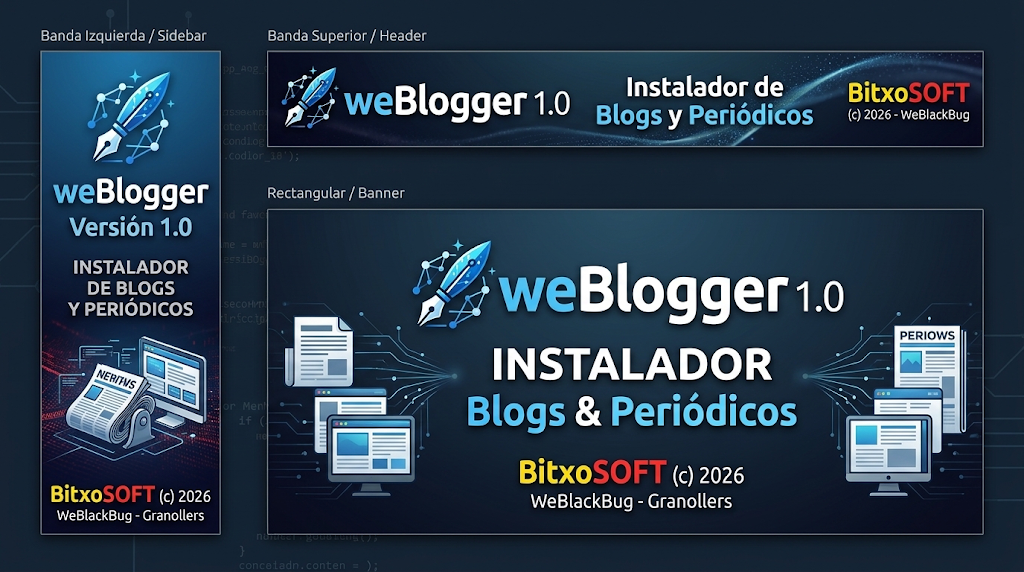 Banda Izquierda / Sidebar
weBlogger
Versión 1.0
INSTALADOR
DE BLOGS
Y PERIÓDICOS
BitxoSOFT (c) 2026
WeBlackBug - Granollers
Banda Superior / Header
weBlogger 1.0
Instalador de
Blogs y Periódicos
BitxoSOFT
(c) 2026 - WeBlackBug
Rectangular / Banner
weBlogger 1.0
INSTALADOR
Blogs & Periódicos
PERIOWS
BitxoSOFT (c) 2026
WeBlackBug - Granollers